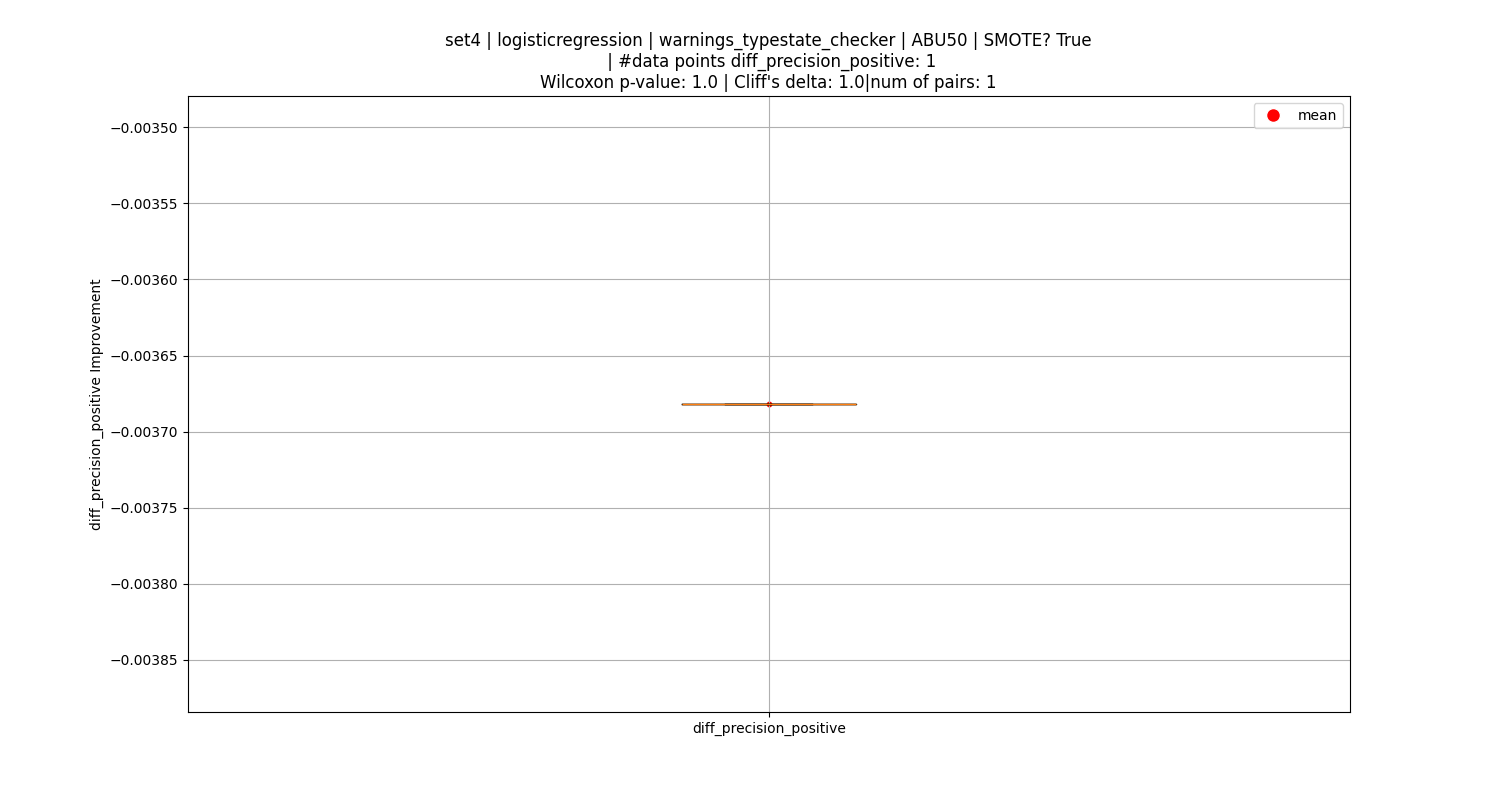 set4 | logisticregression | warnings_typestate_checker | ABU50 | SMOTE? True
| #data points diff_precision_positive: 1
Wilcoxon p-value: 1.0 | Cliff's delta: 1.0|num of pairs: 1
mean
−0.00350
−0.00355
−0.00360
−0.00365
−0.00370
−0.00375
−0.00380
−0.00385
diff_precision_positive Improvement
diff_precision_positive